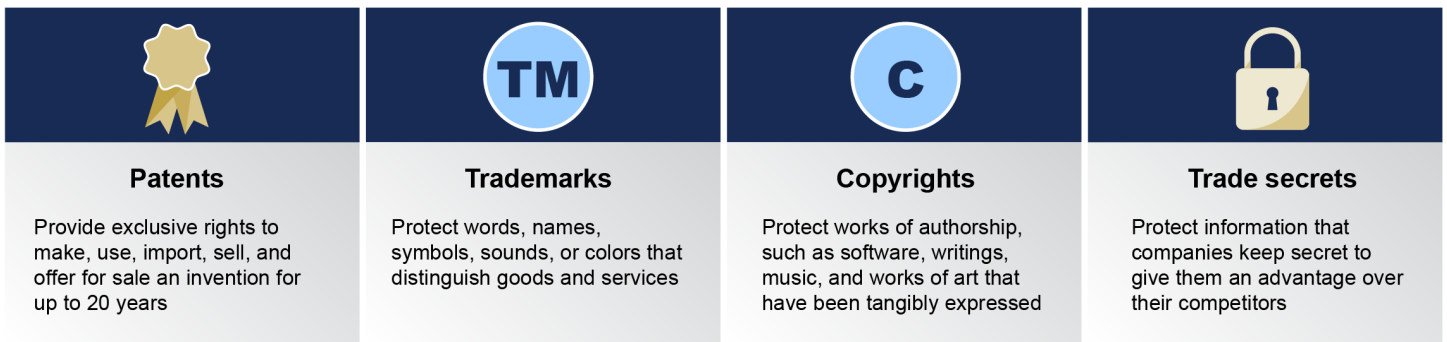 TM
C
Patents
Provide exclusive rights to
make, use, import, sell, and
offer for sale an invention for
up to 20 years
Trademarks
Protect words, names,
symbols, sounds, or colors that
distinguish goods and services
Copyrights
Protect works of authorship,
such as software, writings,
music, and works of art that
have been tangibly expressed
Trade secrets
Protect information that
companies keep secret to
give them an advantage over
their competitors